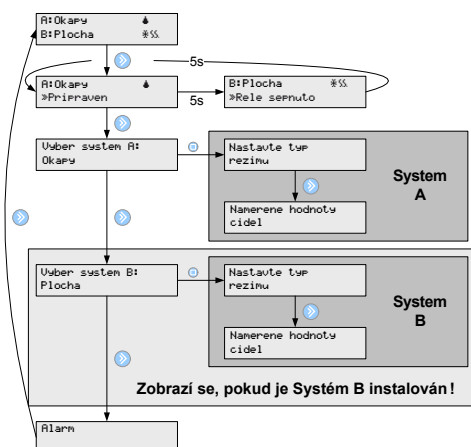 A:Okapy
B:Plocha
5s
A:Okapy
»Pripraven
5s
B:Plocha
»Rele sepnuto
Vyber system A:
Okapy
Nastavte typ
rezimu
Namerene hodnoty
cidel
System
A
Vyber system B:
Plocha
Nastavte typ
rezimu
Namerene hodnoty
cidel
System
B
Zobrazí se, pokud je Systém B instalován!
Alarm